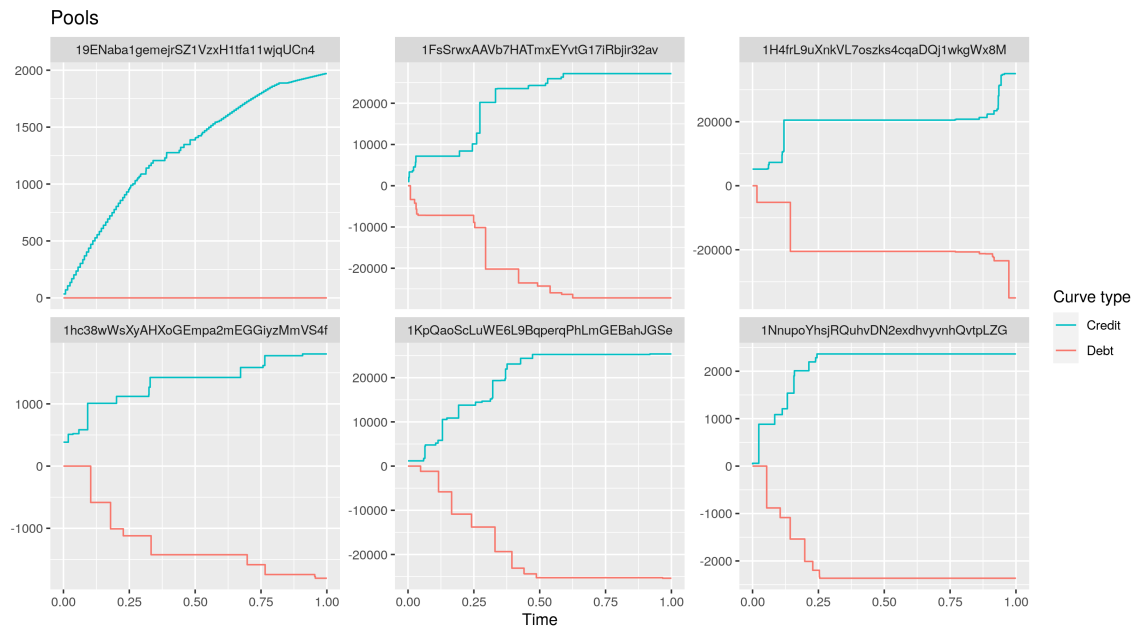 Pools
19ENaba1gemejrSZ1VzxH1tfa11wjqUCn4
1FsSrwxAAVb7HATmxEYvtG17iRbjir32av
1H4frL9uXnkVL7oszks4cqaDQj1wkgWx8M
2000
1500
1000
500
0
20000
10000
0
-10000
-20000
20000
0
-20000
1hc38wWsXyAHXoGEmpa2mEGGiyzMmVS4f
1KpQaoScLuWE6L9BqperqPhLmGEBahJGSe
1NnupoYhsjRQuhvDN2exdhvyvnhQvtpLZG
1000
0
-1000
20000
10000
0
-10000
-20000
2000
1000
0
-1000
-2000
0.00 0.25 0.50 0.75 1.00
0.00 0.25 0.50 0.75 1.00
0.00 0.25 0.50 0.75 1.00
Time
Curve type
Credit
Debt